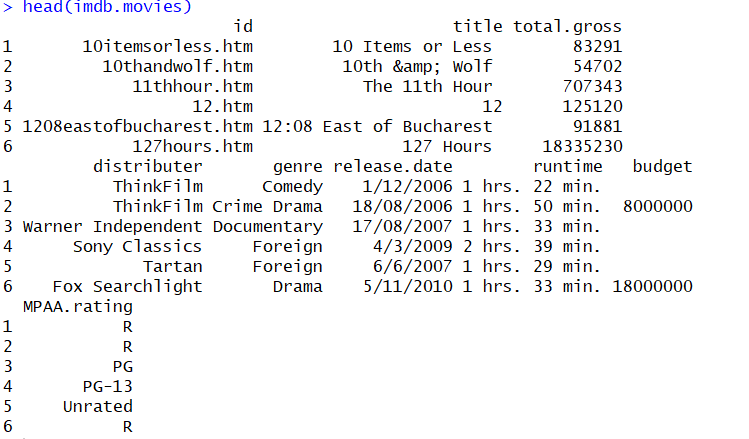 > head(imdb.movies)
                     id                      title total.gross
1      10itemsorless.htm           10 Items or Less       83291
2        10thandwolf.htm            10th &amp; Wolf       54702
3           11thhour.htm              The 11th Hour      707343
4                 12.htm                         12      125120
5 1208eastofbucharest.htm 12:08 East of Bucharest       91881
6           127hours.htm                  127 Hours    18335230
        distributer       genre release.date         runtime   budget
1         ThinkFilm      Comedy    1/12/2006 1 hrs. 22 min.
2         ThinkFilm Crime Drama   18/08/2006 1 hrs. 50 min.  8000000
3 Warner Independent Documentary   17/08/2007 1 hrs. 33 min.
4      Sony Classics     Foreign     4/3/2009 2 hrs. 39 min.
5            Tartan     Foreign     6/6/2007 1 hrs. 29 min.
6    Fox Searchlight       Drama    5/11/2010 1 hrs. 33 min. 18000000
  MPAA.rating
1           R
2           R
3          PG
4       PG-13
5     Unrated
6           R